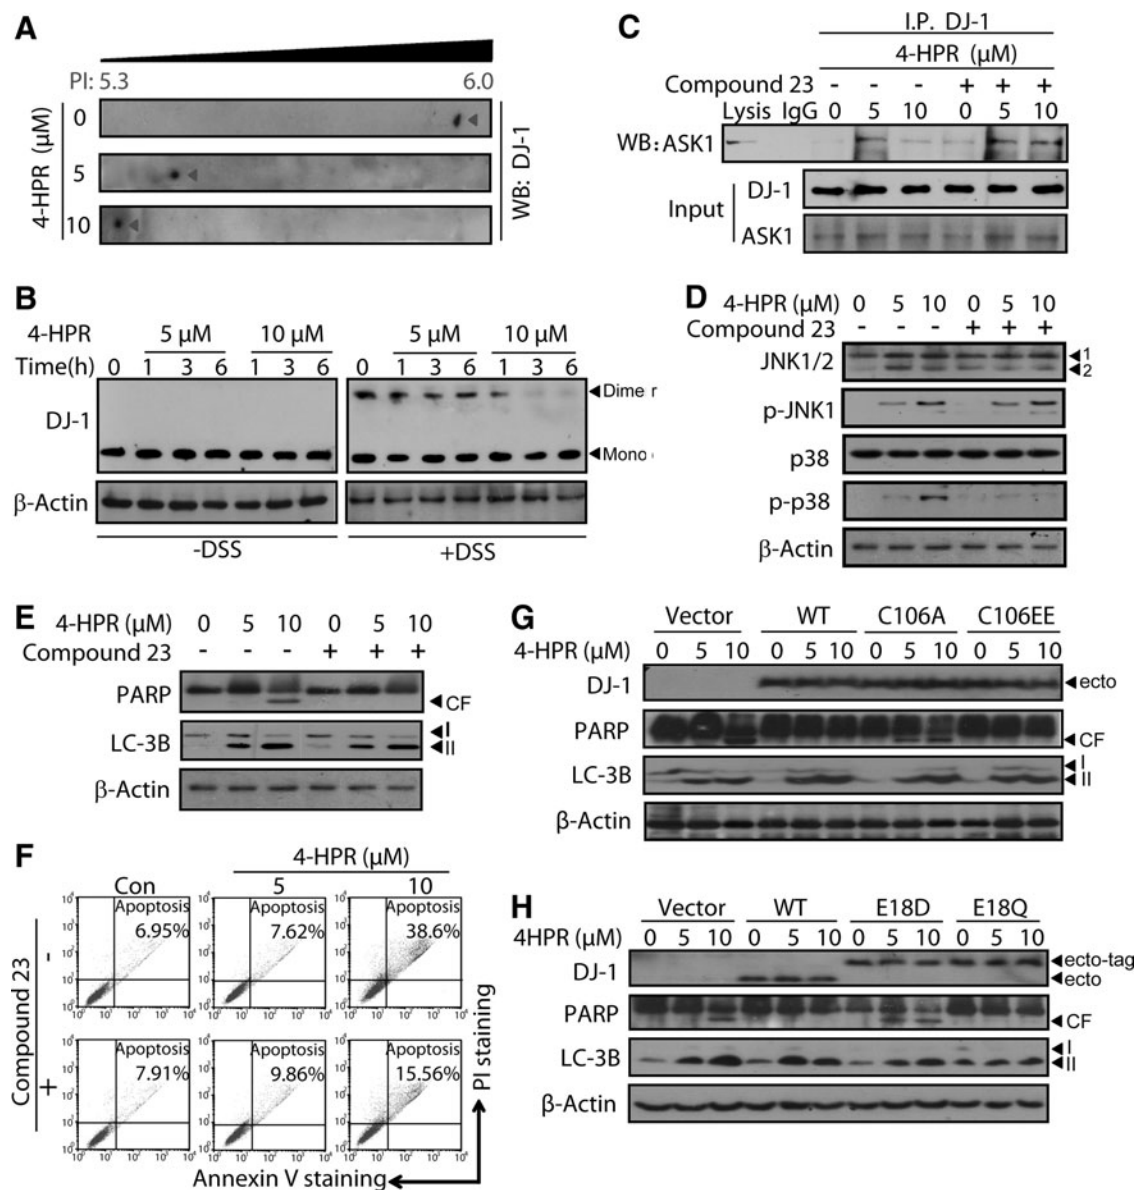 A
PI: 5.3 6.0
4-HPR (μM)
0
5
10
WB: DJ-1
B
4-HPR 5 μM 10 μM 5 μM 10 μM
Time(h) 0 1 3 6 1 3 6 0 1 3 6 1 3 6
DJ-1
Dime r
Mono
β-Actin
-DSS +DSS
C
I.P. DJ-1
4-HPR (μM)
Compound 23 - - - + + +
Lysis IgG 0 5 10 0 5 10
WB:ASK1
Input
DJ-1
ASK1
D
4-HPR (μM) 0 5 10 0 5 10
Compound 23 - - - + + +
JNK1/2 1
2
p-JNK1
p38
p-p38
β-Actin
E
4-HPR (μM) 0 5 10 0 5 10
Compound 23 - - - + + +
PARP CF
LC-3B I
II
β-Actin
F
4-HPR (μM)
Con 5 10
Compound 23
-
Apoptosis 6.95%
Apoptosis 7.62%
Apoptosis 38.6%
+
Apoptosis 7.91%
Apoptosis 9.86%
Apoptosis 15.56%
PI staining
Annexin V staining
G
Vector WT C106A C106EE
4-HPR (μM) 0 5 10 0 5 10 0 5 10 0 5 10
DJ-1 ecto
PARP CF
LC-3B I
II
β-Actin
H
Vector WT E18D E18Q
4HPR (μM) 0 5 10 0 5 10 0 5 10 0 5 10
DJ-1 ecto-tag
ecto
PARP CF
LC-3B I
II
β-Actin